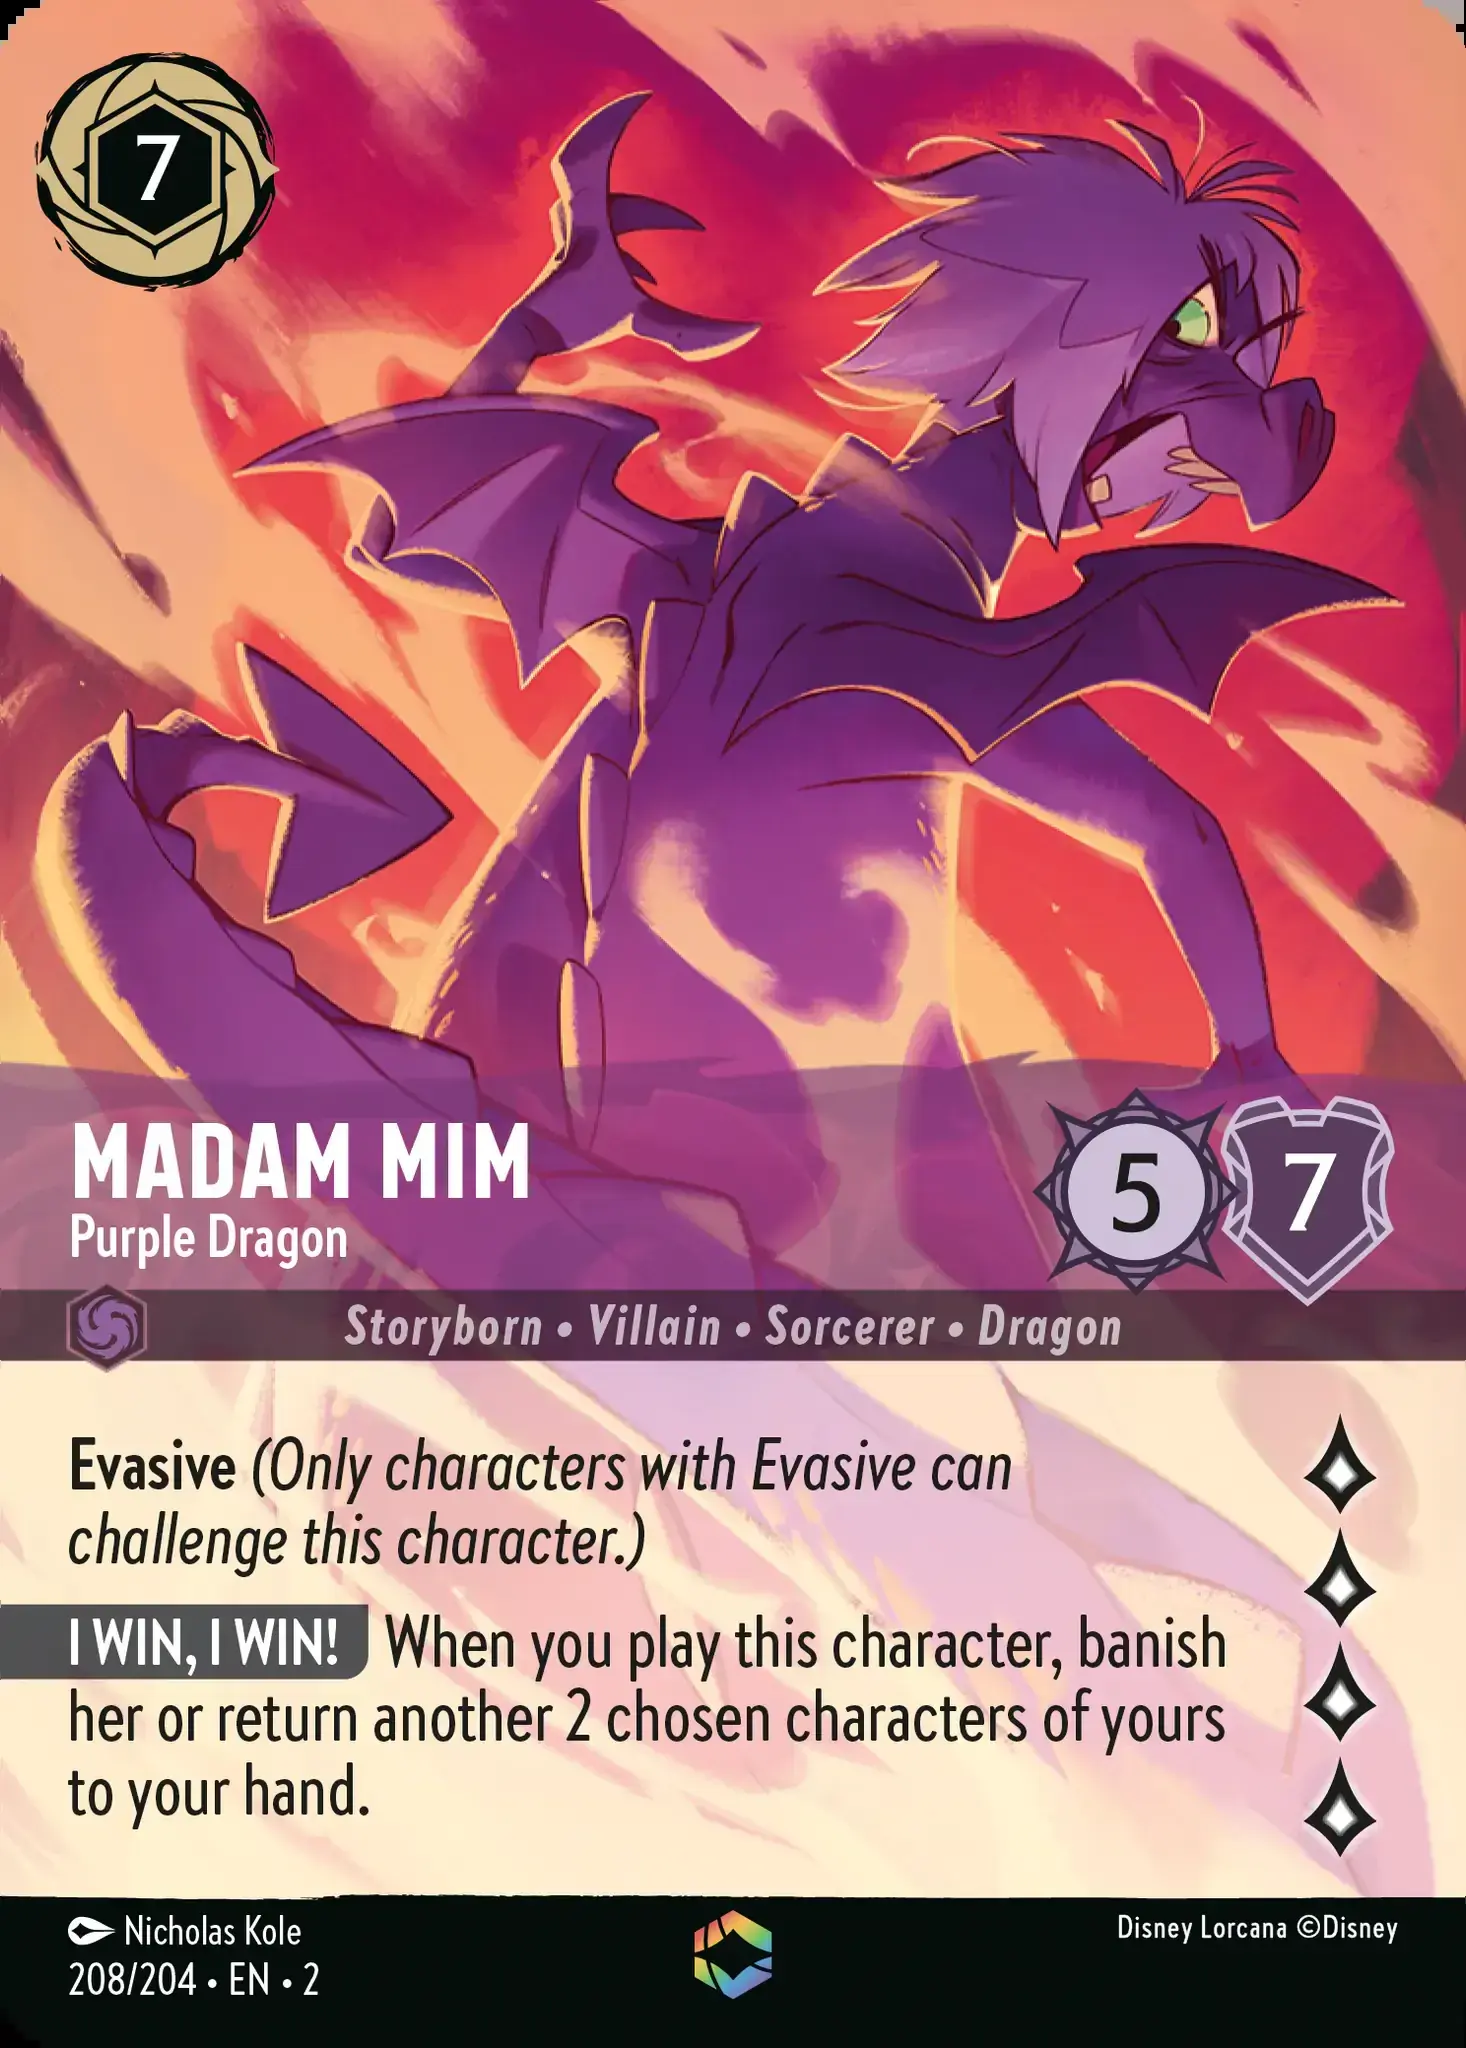 7
MADAM MIM
Purple Dragon
5
7
Storyborn • Villain • Sorcerer • Dragon
Evasive (Only characters with Evasive can
challenge this character.)
I WIN, I WIN! When you play this character, banish
her or return another 2 chosen characters of yours
to your hand.
Nicholas Kole
208/204 • EN • 2
Disney Lorcana ©Disney